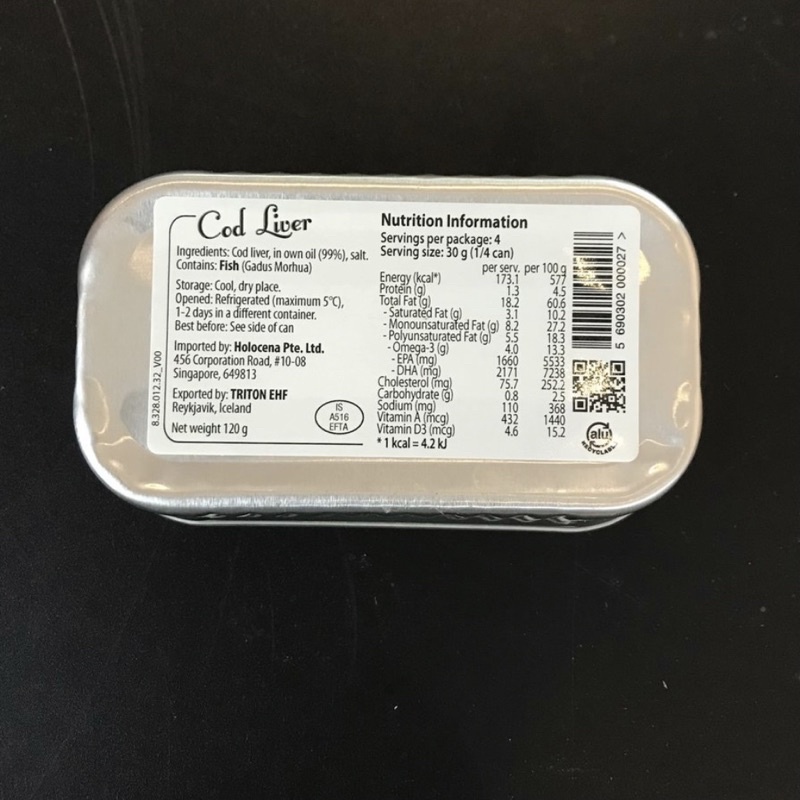 Cod Liver
Ingredients: Cod liver, in own oil (99%), salt.
Contains: Fish (Gadus Morhua)
Storage: Cool, dry place.
Opened: Refrigerated (maximum 5°C),
1-2 days in a different container.
Best before: See side of can
Imported by: Holocena Pte. Ltd.
456 Corporation Road, #10-08
Singapore, 649813
Exported by: TRITON EHF
Reykjavik, Iceland
Net weight 120 g
IS
A516
EFTA
8.328.012.32_V00
Nutrition Information
Servings per package: 4
Serving size: 30 g (1/4 can)
per serv. per 100 g
Energy (kcal*) 173.1 577
Protein (g) 1.3 4.5
Total Fat (g) 18.2 60.6
- Saturated Fat (g) 3.1 10.2
- Monounsaturated Fat (g) 8.2 27.2
- Polyunsaturated Fat (g) 5.5 18.3
- Omega-3 (g) 4.0 13.3
- EPA (mg) 1660 5533
- DHA (mg) 2171 7238
Cholesterol (mg) 75.7 252.2
Carbohydrate (g) 0.8 2.5
Sodium (mg) 110 368
Vitamin A (mcg) 432 1440
Vitamin D3 (mcg) 4.6 15.2
* 1 kcal = 4.2 kJ
5 690302 000027 >
alu
RECYCLABLE